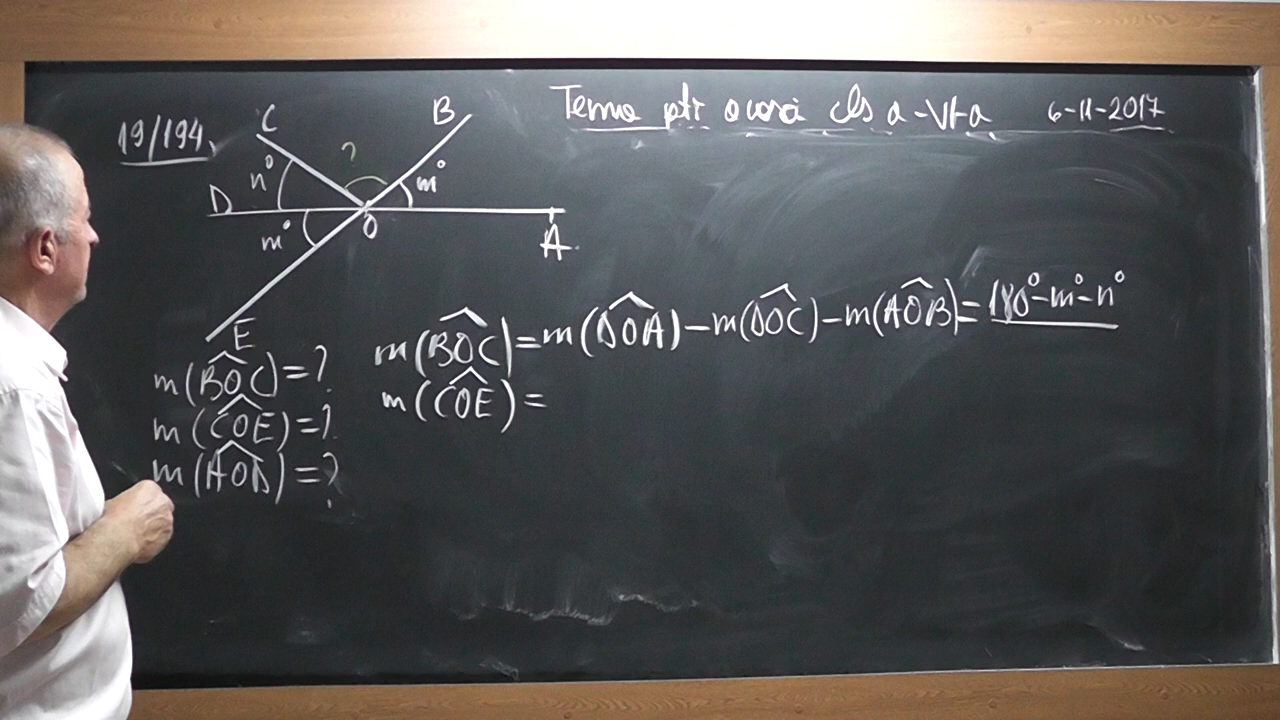 Tema ptr acasă cls a-VI-a 6-11-2017
19/194.
C
B
?
n°
m°
D
m°
O
A
E
m(BOC)=?
m(COE)=?
m(AOD)=?
m(BOC)=m(DOA)-m(DOC)-m(AOB)=180°-m°-n°
m(COE)=